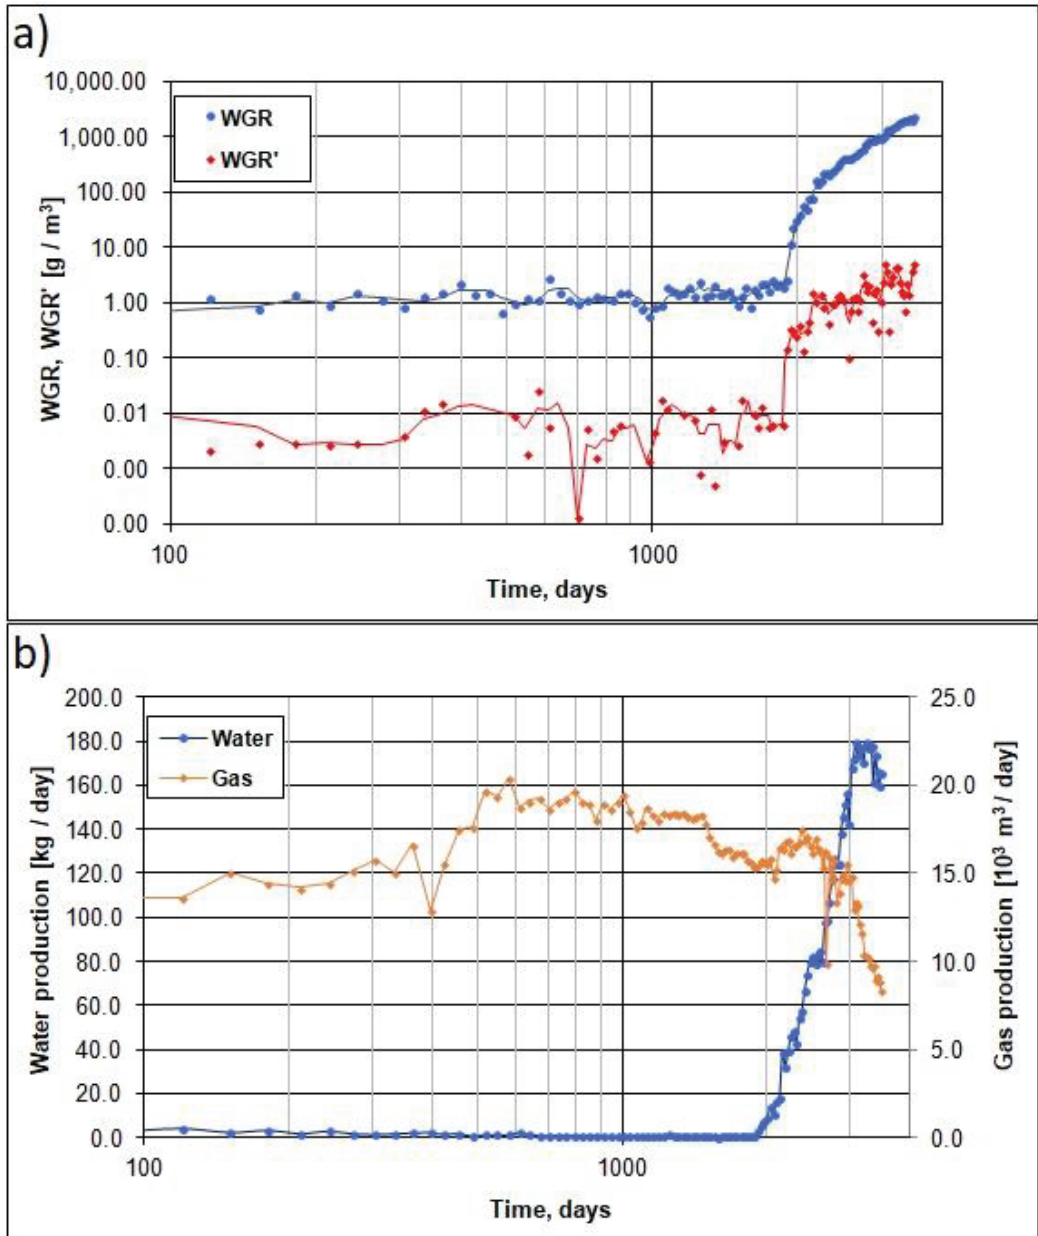 a)
10,000.00
1,000.00
100.00
10.00
1.00
0.10
0.01
0.00
0.00
WGR
WGR'
WGR, WGR' [g / m³]
100
1000
Time, days
b)
200.0
180.0
160.0
140.0
120.0
100.0
80.0
60.0
40.0
20.0
0.0
Water
Gas
Water production [kg / day]
25.0
20.0
15.0
10.0
5.0
0.0
Gas production [10³ m³ / day]
100
1000
Time, days